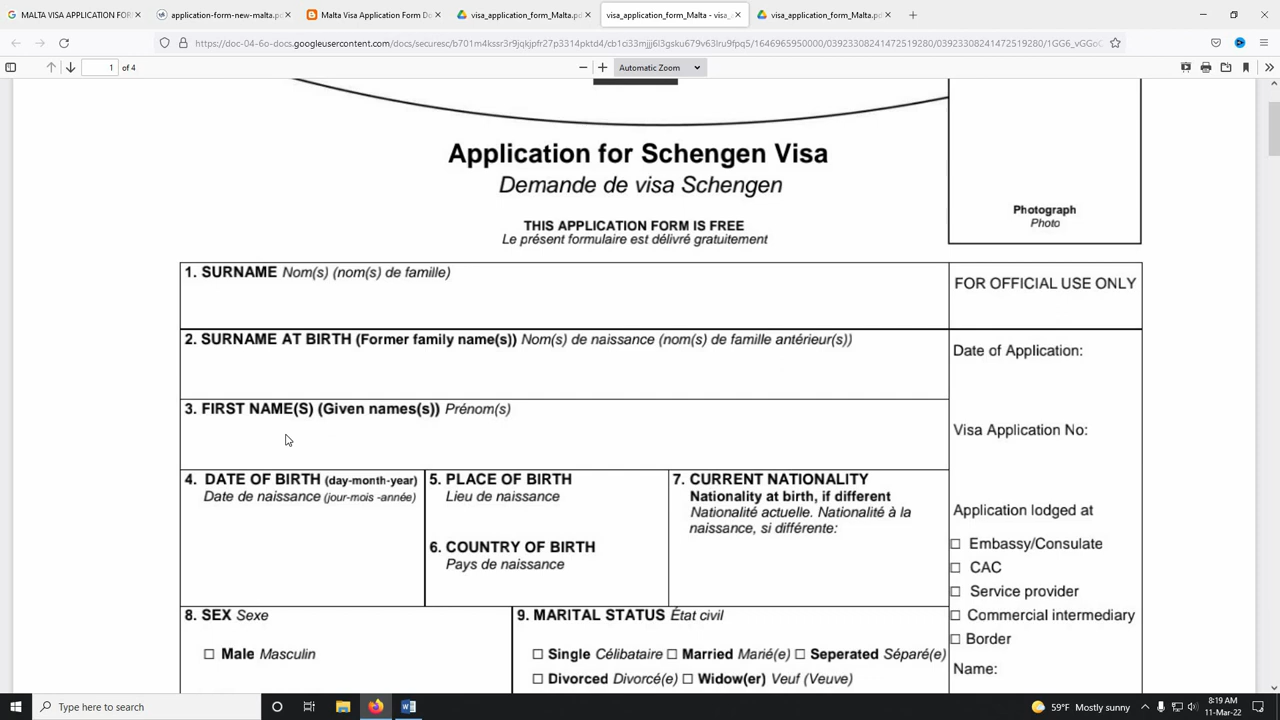 MALTA VISA APPLICATION FORM
application-form-new-malta.pdf
Malta Visa Application Form Do
visa_application_form_Malta.pd
visa_application_form_Malta - visa_
visa_application_form_Malta.pd
1 of 4
Automatic Zoom
Application for Schengen Visa
Demande de visa Schengen
Photograph
Photo
THIS APPLICATION FORM IS FREE
Le présent formulaire est délivré gratuitement
1. SURNAME Nom(s) (nom(s) de famille)
FOR OFFICIAL USE ONLY
2. SURNAME AT BIRTH (Former family name(s)) Nom(s) de naissance (nom(s) de famille antérieur(s))
Date of Application:
3. FIRST NAME(S) (Given names(s)) Prénom(s)
Visa Application No:
4. DATE OF BIRTH (day-month-year)
Date de naissance (jour-mois -année)
5. PLACE OF BIRTH
Lieu de naissance
6. COUNTRY OF BIRTH
Pays de naissance
7. CURRENT NATIONALITY
Nationality at birth, if different
Nationalité actuelle. Nationalité à la
naissance, si différente:
Application lodged at
☐ Embassy/Consulate
☐ CAC
☐ Service provider
☐ Commercial intermediary
☐ Border
Name:
8. SEX Sexe
☐ Male Masculin
9. MARITAL STATUS État civil
☐ Single Célibataire ☐ Married Marié(e) ☐ Seperated Séparé(e)
☐ Divorced Divorcé(e) ☐ Widow(er) Veuf (Veuve)
Type here to search
59°F Mostly sunny
8:19 AM
11-Mar-22